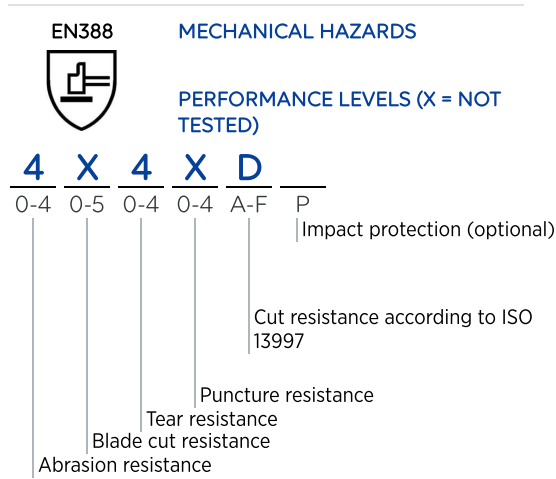 EN388
MECHANICAL HAZARDS
PERFORMANCE LEVELS (X = NOT
TESTED)
4 X 4 X D
0-4 0-5 0-4 0-4 A-F P
Impact protection (optional)
Cut resistance according to ISO
13997
Puncture resistance
Tear resistance
Blade cut resistance
Abrasion resistance